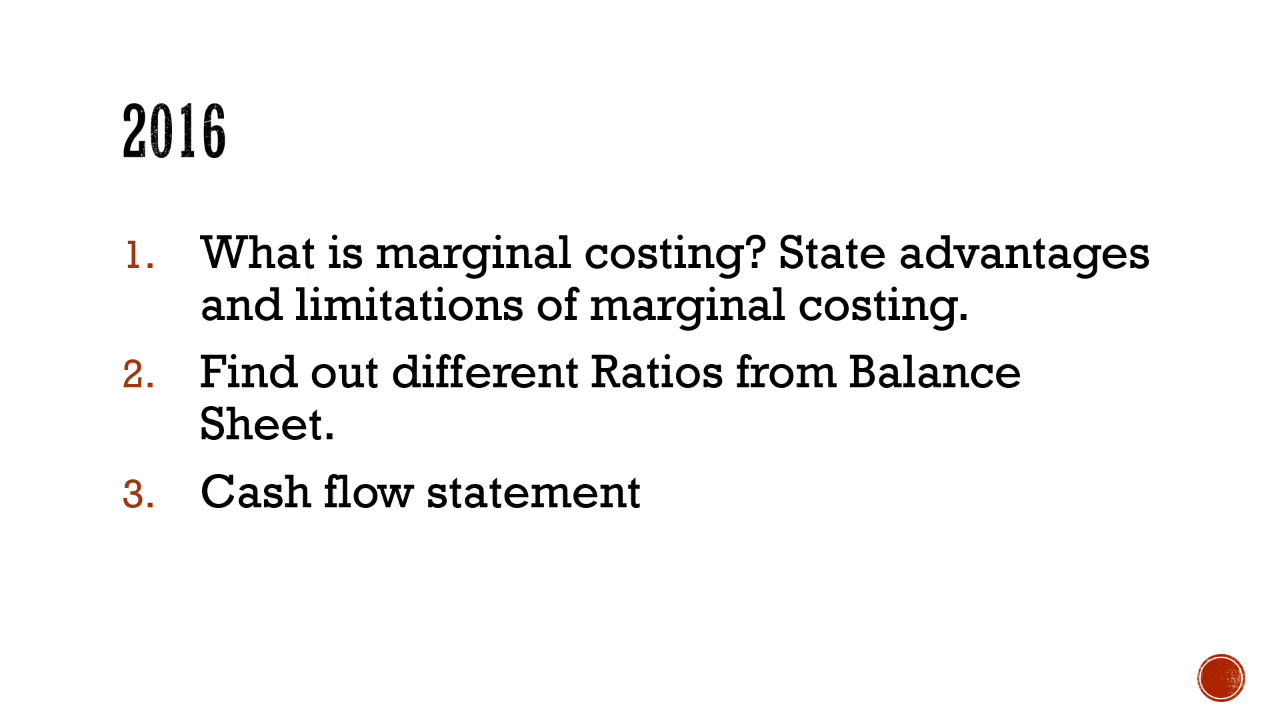 2016
1. What is marginal costing? State advantages
and limitations of marginal costing.
2. Find out different Ratios from Balance
Sheet.
3. Cash flow statement